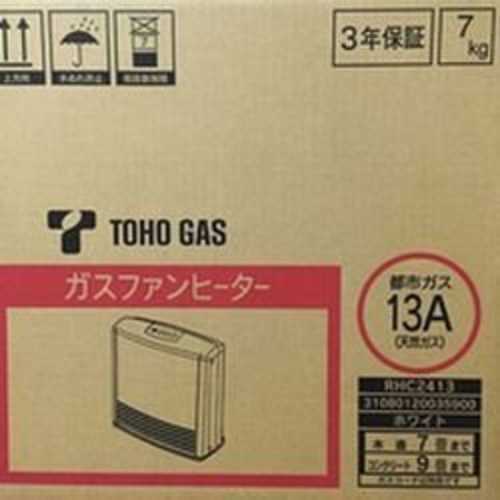 上方向
水ぬれ防止
7
3年保証
7
kg
TOHO GAS
ガスファンヒーター
都市ガス
13A
(天然ガス)
RHC2413
31080120035900
ホワイト
木造 7 畳まで
コンクリート 9 畳まで